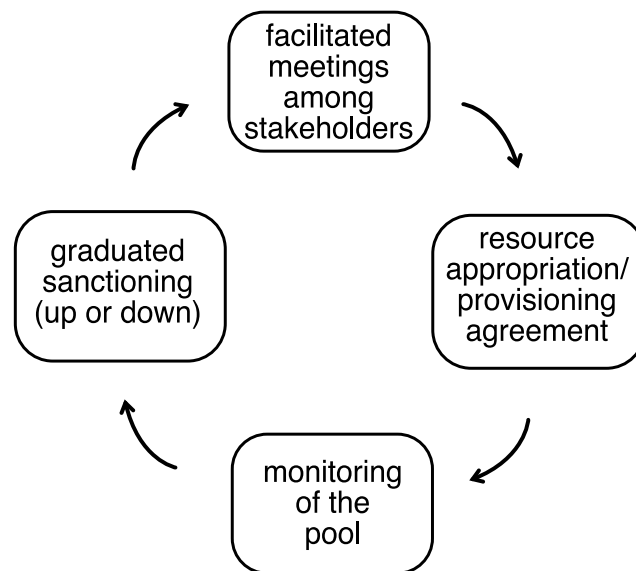 facilitated
meetings
among
stakeholders
resource
appropriation/
provisioning
agreement
monitoring
of the
pool
graduated
sanctioning
(up or down)